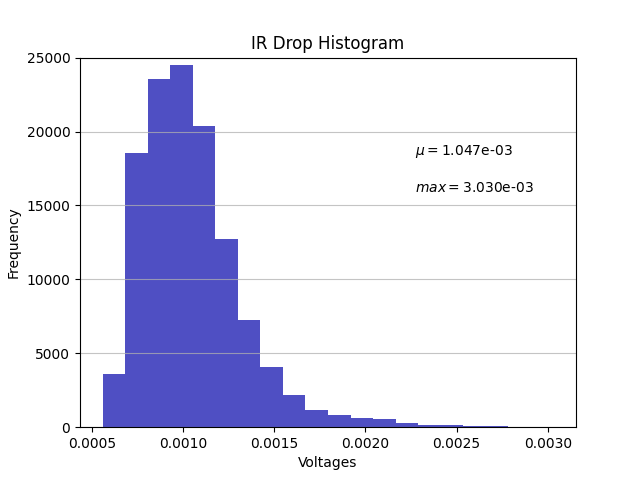 IR Drop Histogram
25000
20000
15000
10000
5000
0
Frequency
μ = 1.047e-03
max = 3.030e-03
0.0005 0.0010 0.0015 0.0020 0.0025 0.0030
Voltages